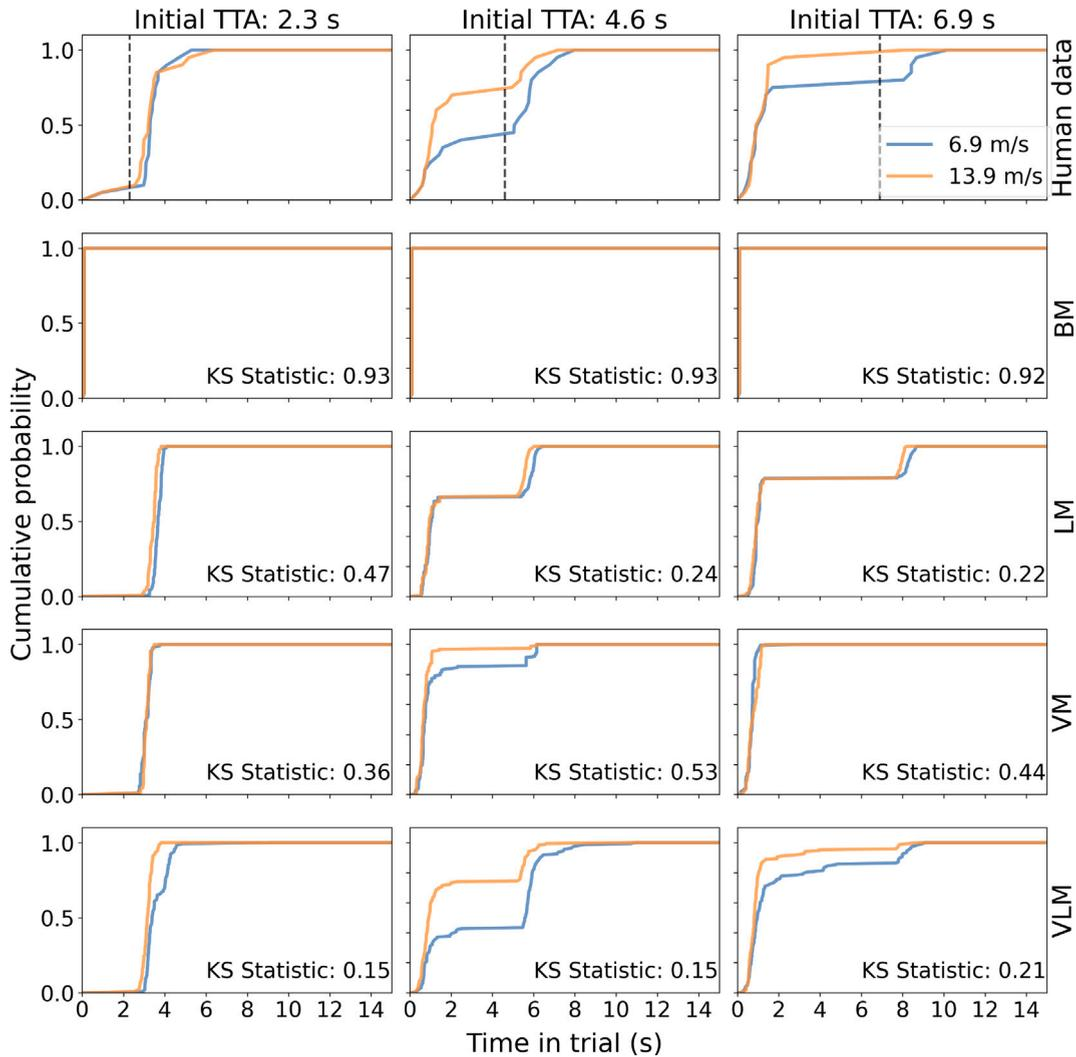 Initial TTA: 2.3 s
Initial TTA: 4.6 s
Initial TTA: 6.9 s
1.0
0.5
0.0
6.9 m/s
13.9 m/s
Human data
1.0
0.5
0.0
KS Statistic: 0.93
KS Statistic: 0.93
KS Statistic: 0.92
BM
Cumulative probability
1.0
0.5
0.0
KS Statistic: 0.47
KS Statistic: 0.24
KS Statistic: 0.22
LM
1.0
0.5
0.0
KS Statistic: 0.36
KS Statistic: 0.53
KS Statistic: 0.44
VM
1.0
0.5
0.0
KS Statistic: 0.15
KS Statistic: 0.15
KS Statistic: 0.21
VLM
0 2 4 6 8 10 12 14
0 2 4 6 8 10 12 14
0 2 4 6 8 10 12 14
Time in trial (s)